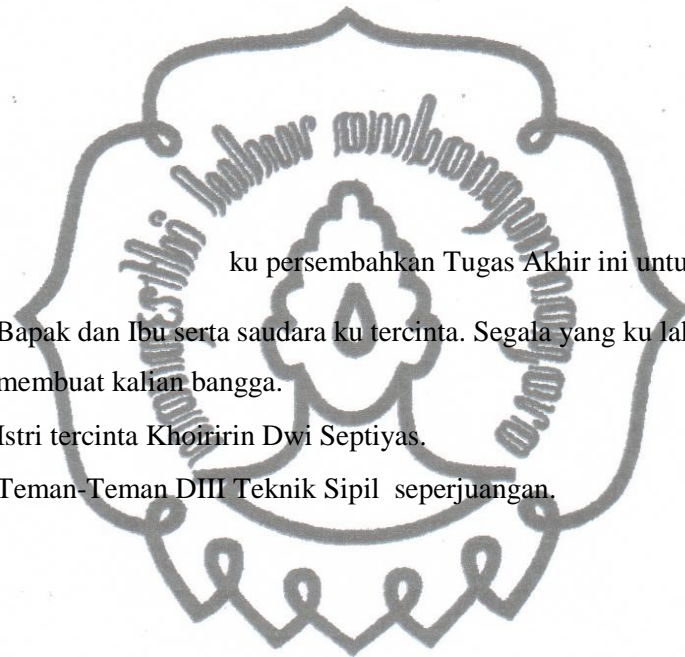 ku persembahkan Tugas Akhir ini untu
Bapak dan Ibu serta saudara ku tercinta. Segala yang ku
membuat kalian bangga.
Istri tercinta Khoiririn Dwi Septiyas.
Teman-Teman DIII Teknik Sipil seperjuangan.